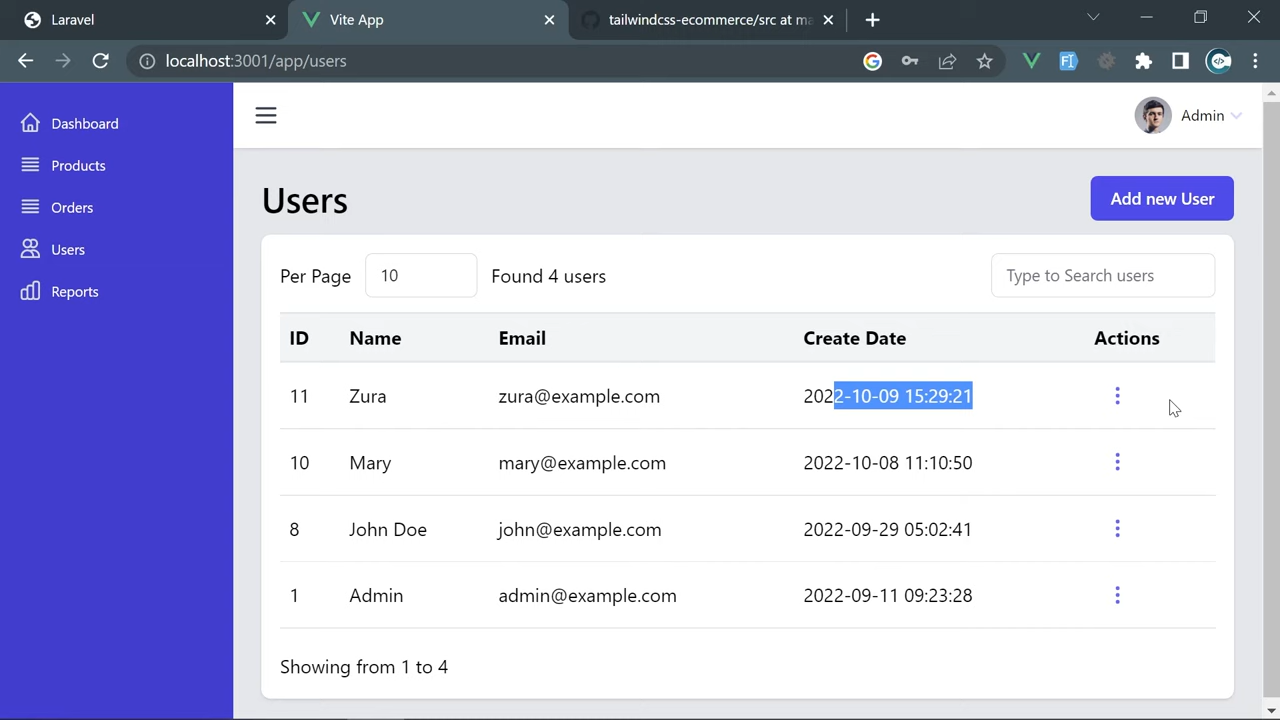 Laravel
Vite App
tailwindcss-ecommerce/src at ma
localhost:3001/app/users
Dashboard
Products
Orders
Users
Reports
Admin
Users
Add new User
Per Page 10 Found 4 users Type to Search users
ID Name Email Create Date Actions
11 Zura zura@example.com 2022-10-09 15:29:21
10 Mary mary@example.com 2022-10-08 11:10:50
8 John Doe john@example.com 2022-09-29 05:02:41
1 Admin admin@example.com 2022-09-11 09:23:28
Showing from 1 to 4